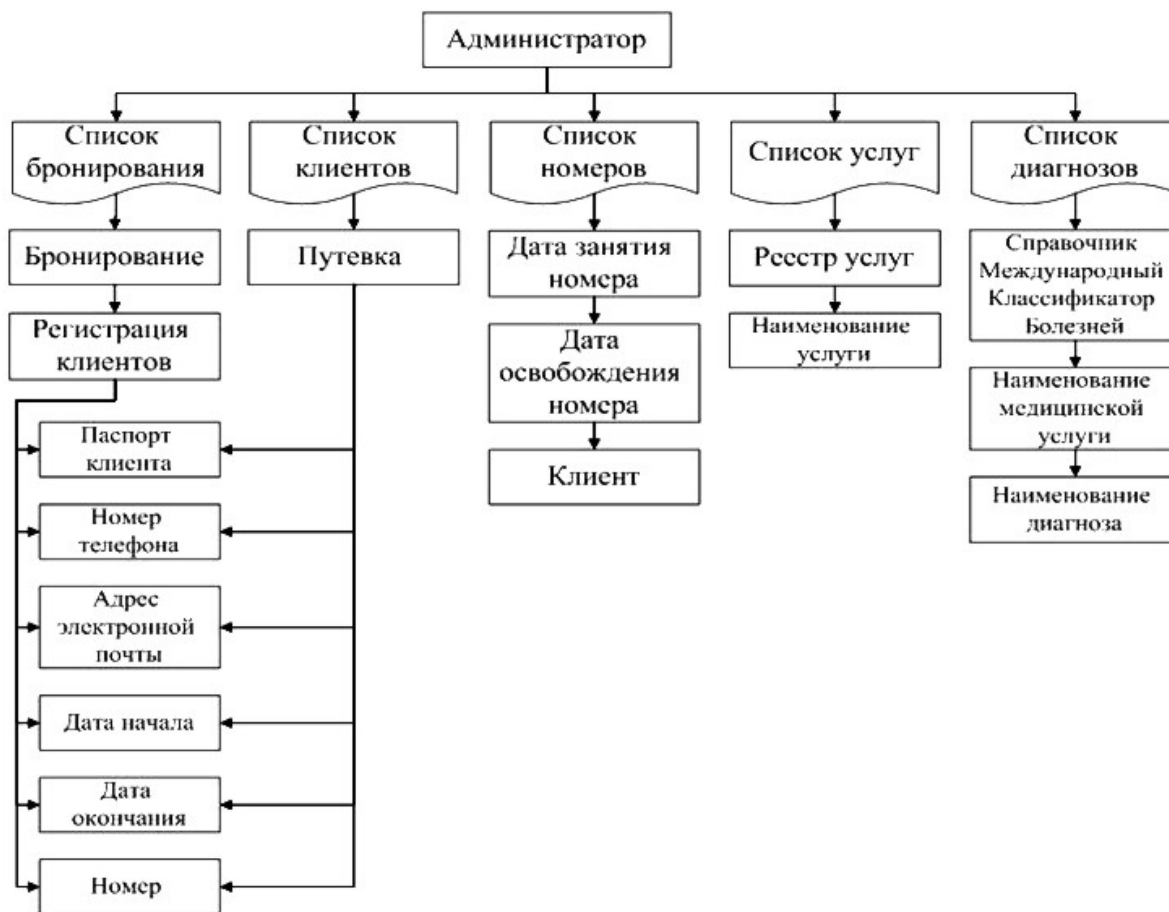 Администратор
Список
бронирования
Список
клиентов
Список
номеров
Список услуг
Список
диагнозов
Бронирование
Путевка
Дата занятия
номера
Реестр услуг
Справочник
Международный
Классификатор
Болезней
Регистрация
клиентов
Дата
освобождения
номера
Наименование
услуги
Наименование
медицинской
услуги
Паспорт
клиента
Клиент
Наименование
диагноза
Номер
телефона
Адрес
электронной
почты
Дата начала
Дата
окончания
Номер